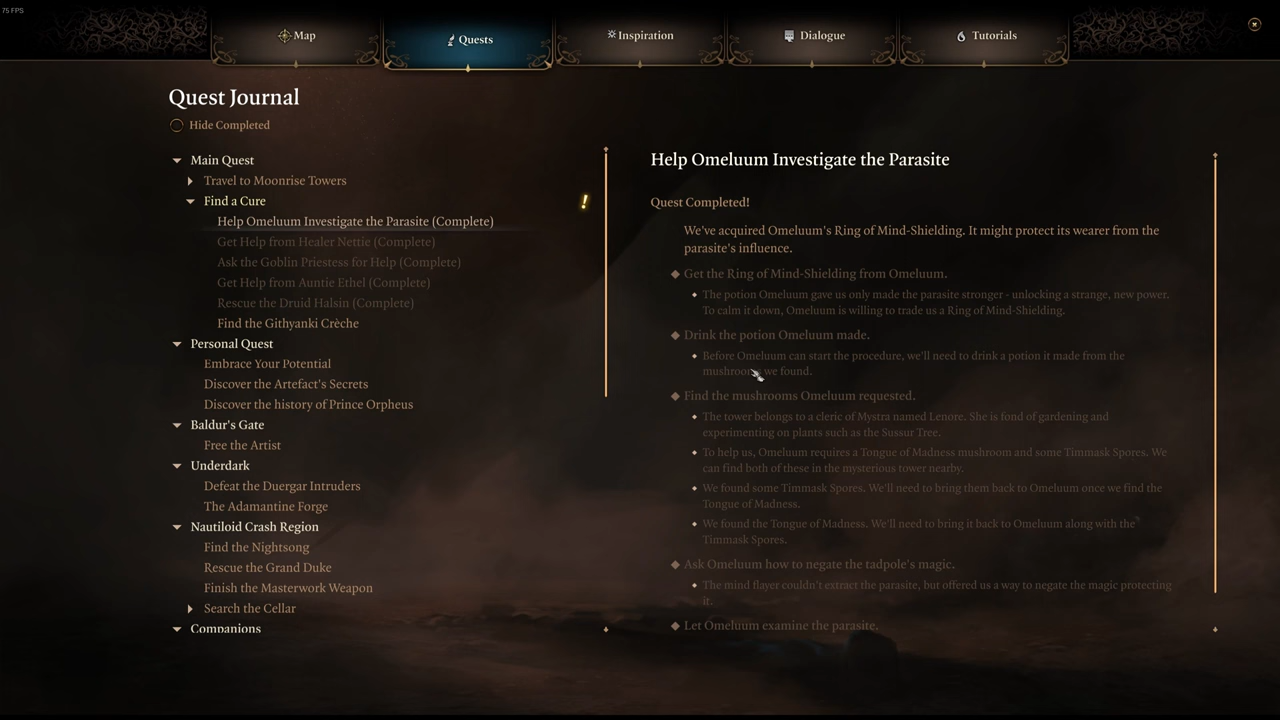 75 FPS
Map
Quests
Inspiration
Dialogue
Tutorials
Quest Journal
Hide Completed
Main Quest
Travel to Moonrise Towers
Find a Cure
Help Omeluum Investigate the Parasite (Complete)
Get Help from Healer Nettie (Complete)
Ask the Goblin Priestess for Help (Complete)
Get Help from Auntie Ethel (Complete)
Rescue the Druid Halsin (Complete)
Find the Githyanki Crèche
Personal Quest
Embrace Your Potential
Discover the Artefact's Secrets
Discover the history of Prince Orpheus
Baldur's Gate
Free the Artist
Underdark
Defeat the Duergar Intruders
The Adamantine Forge
Nautiloid Crash Region
Find the Nightsong
Rescue the Grand Duke
Finish the Masterwork Weapon
Search the Cellar
Companions
Help Omeluum Investigate the Parasite
Quest Completed!
We've acquired Omeluum's Ring of Mind-Shielding. It might protect its wearer from the
parasite's influence.
Get the Ring of Mind-Shielding from Omeluum.
The potion Omeluum gave us only made the parasite stronger - unlocking a strange, new power.
To calm it down, Omeluum is willing to trade us a Ring of Mind-Shielding.
Drink the potion Omeluum made.
Before Omeluum can start the procedure, we'll need to drink a potion it made from the
mushrooms we found.
Find the mushrooms Omeluum requested.
The tower belongs to a cleric of Mystra named Lenore. She is fond of gardening and
experimenting on plants such as the Sussur Tree.
To help us, Omeluum requires a Tongue of Madness mushroom and some Timmask Spores. We
can find both of these in the mysterious tower nearby.
We found some Timmask Spores. We'll need to bring them back to Omeluum once we find the
Tongue of Madness.
We found the Tongue of Madness. We'll need to bring it back to Omeluum along with the
Timmask Spores.
Ask Omeluum how to negate the tadpole's magic.
The mind flayer couldn't extract the parasite, but offered us a way to negate the magic protecting
it.
Let Omeluum examine the parasite.